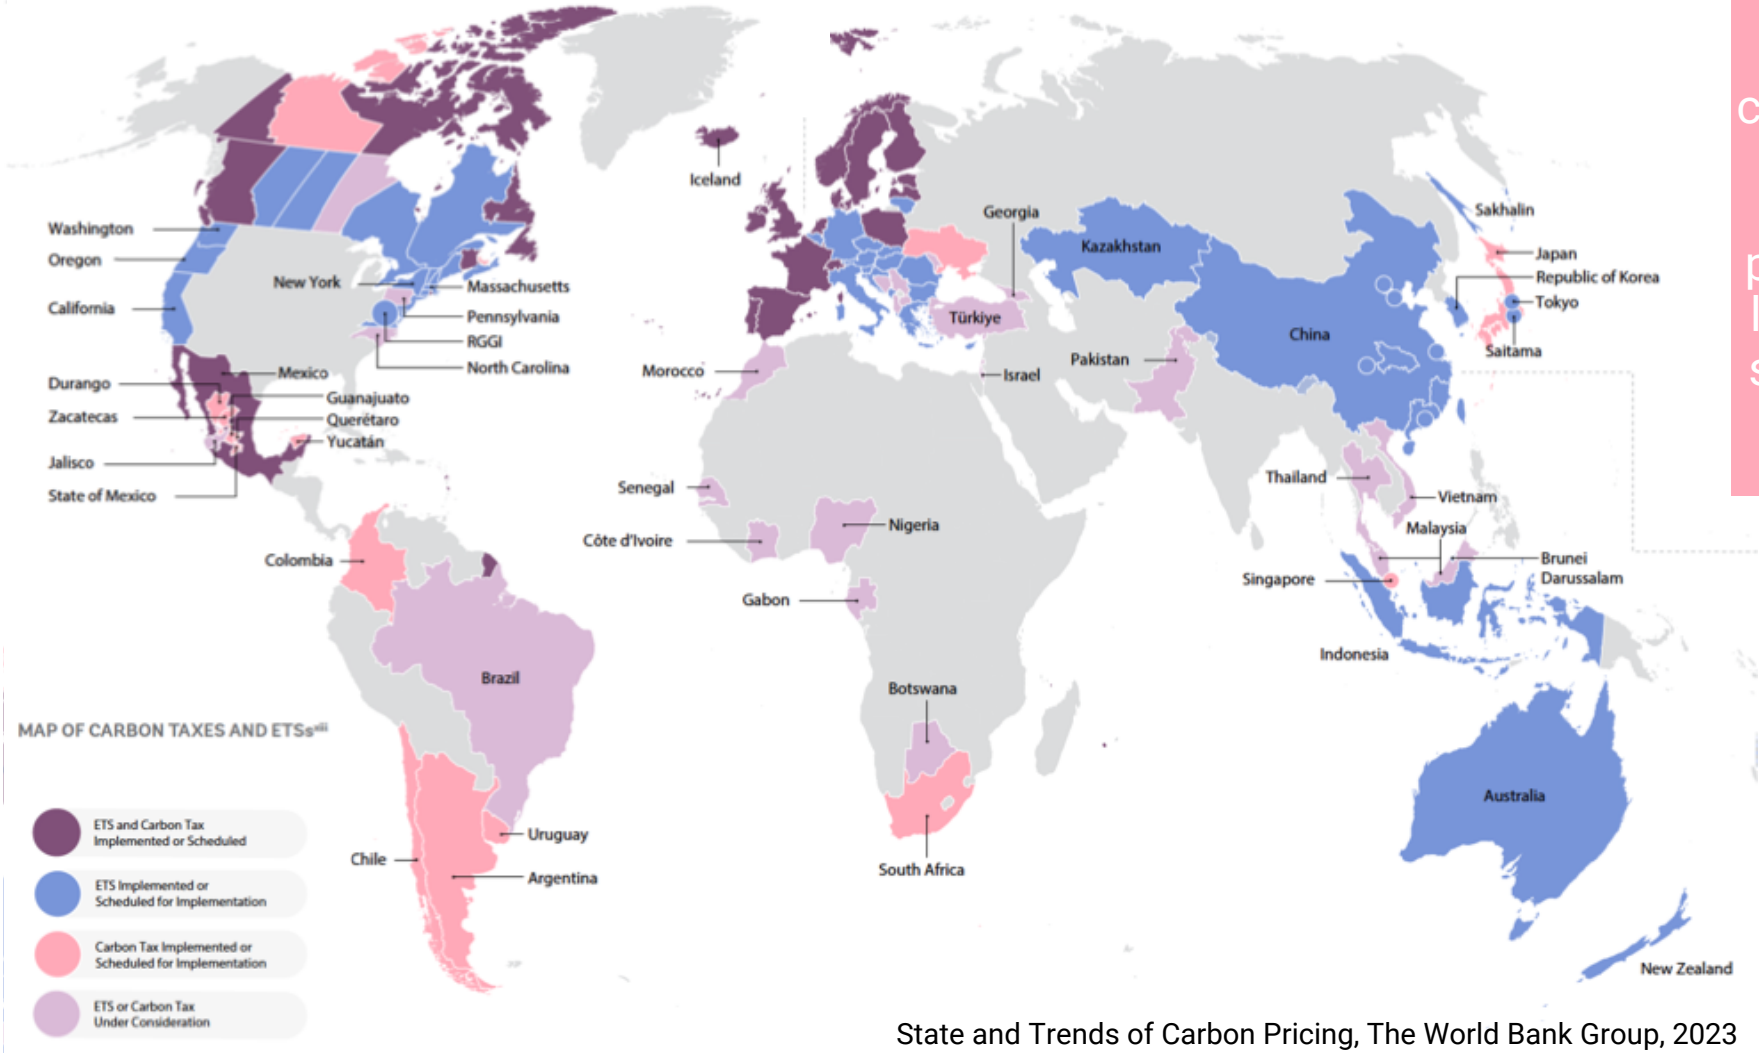 Iceland
Georgia
Washington
Oregon
California
New York
Massachusetts
Pennsylvania
RGGI
North Carolina
Mexico
Durango
Guanajuato
Zacatecas
Querétaro
Yucatán
Jalisco
State of Mexico
Colombia
Brazil
Uruguay
Chile
Argentina
Kazakhstan
Türkiye
Morocco
Israel
Pakistan
China
Sakhalin
Japan
Republic of Korea
Tokyo
Saitama
Senegal
Côte d'Ivoire
Nigeria
Gabon
Botswana
South Africa
Thailand
Vietnam
Malaysia
Brunei
Darussalam
Singapore
Indonesia
Australia
New Zealand
MAP OF CARBON TAXES AND ETSsxiii
ETS and Carbon Tax
Implemented or Scheduled
ETS Implemented or
Scheduled for Implementation
Carbon Tax Implemented or
Scheduled for Implementation
ETS or Carbon Tax
Under Consideration
State and Trends of Carbon Pricing, The World Bank Group, 2023